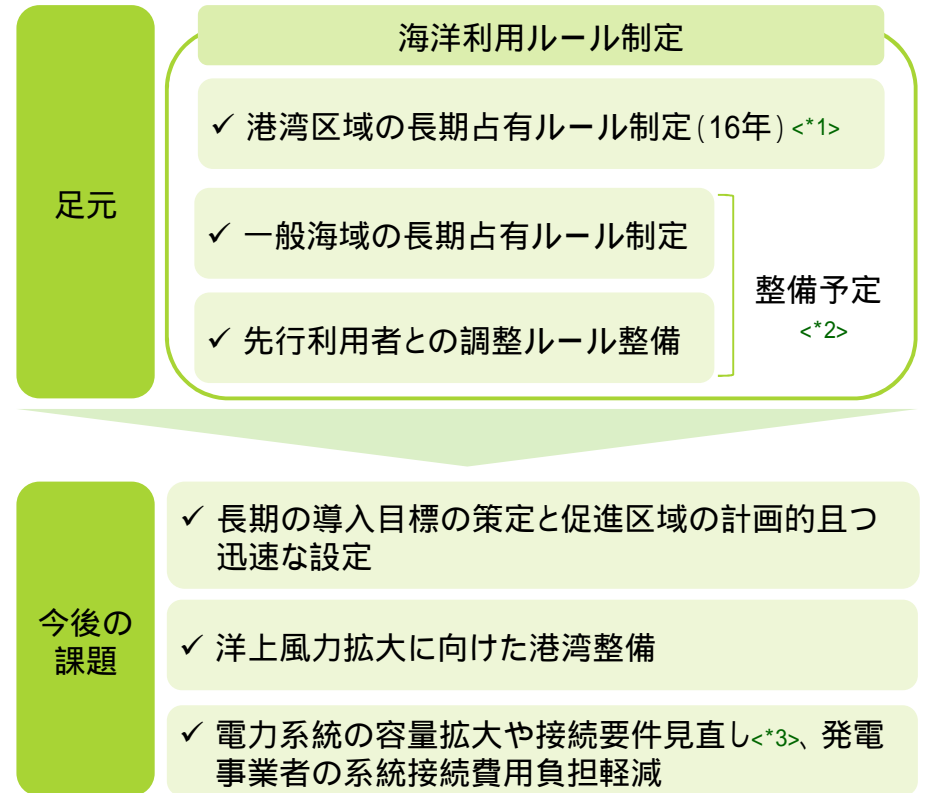 足元
海洋利用ルール制定
✓ 港湾区域の長期占有ルール制定(16年)<*1>
✓ 一般海域の長期占有ルール制定
✓ 先行利用者との調整ルール整備
整備予定
<*2>
今後の
課題
✓ 長期の導入目標の策定と促進区域の計画的且つ
迅速な設定
✓ 洋上風力拡大に向けた港湾整備
✓ 電力系統の容量拡大や接続要件見直し<*3>、発電
事業者の系統接続費用負担軽減